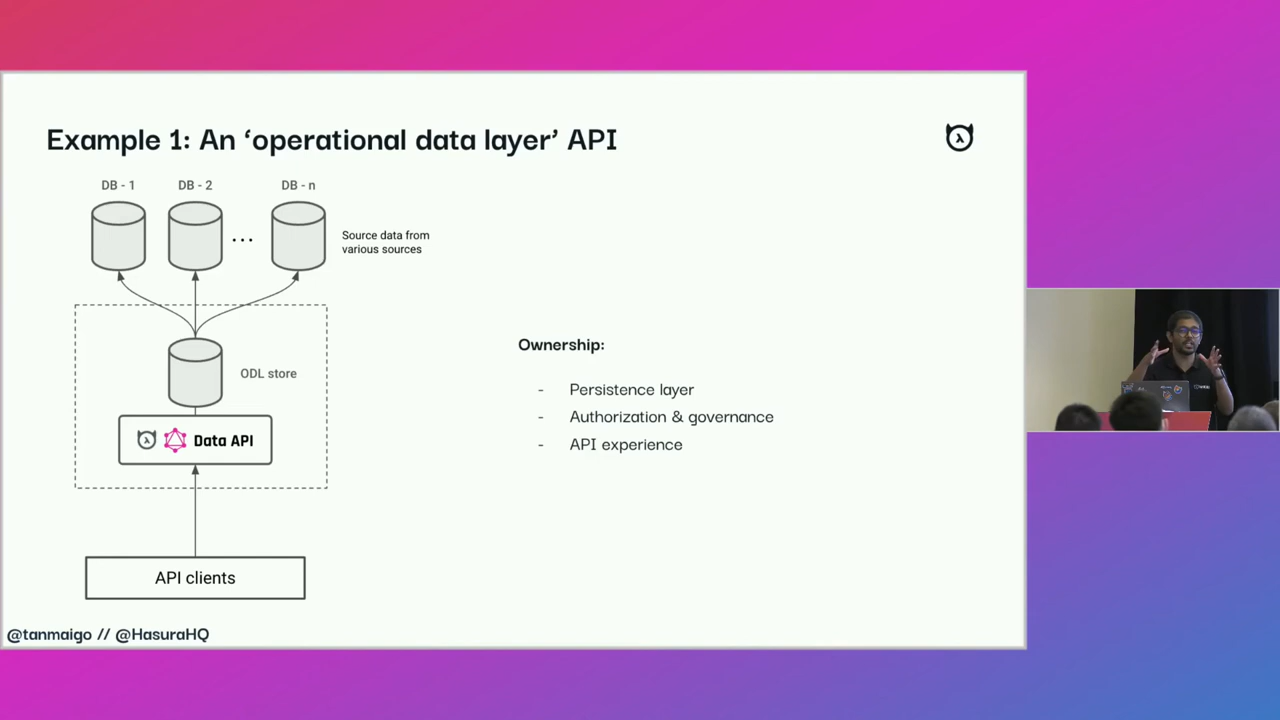 Example 1: An ‘operational data layer’ API
DB - 1
DB - 2
DB - n
...
Source data from
various sources
ODL store
Data API
API clients
Ownership:
- Persistence layer
- Authorization & governance
- API experience
@tanmaigo // @HasuraHQ